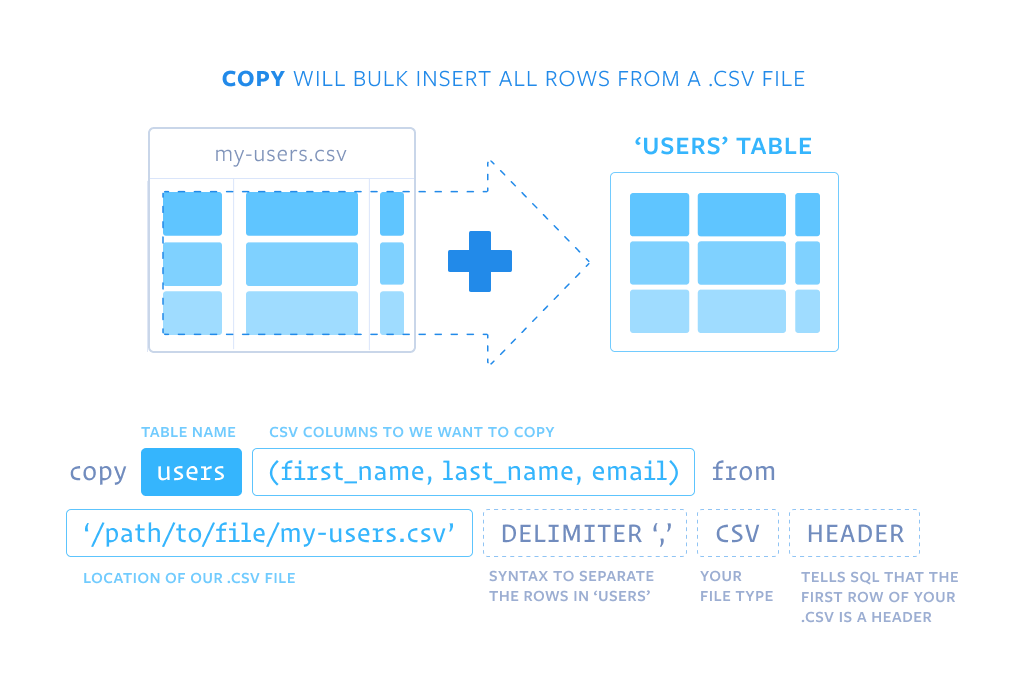 COPY WILL BULK INSERT ALL ROWS FROM A .CSV FILE
my-users.csv
‘USERS’ TABLE
TABLE NAME
CSV COLUMNS TO WE WANT TO COPY
copy users (first_name, last_name, email) from
‘/path/to/file/my-users.csv’ DELIMITER ‘,’ CSV HEADER
LOCATION OF OUR .CSV FILE
SYNTAX TO SEPARATE
THE ROWS IN ‘USERS’
YOUR
FILE TYPE
TELLS SQL THAT THE
FIRST ROW OF YOUR
.CSV IS A HEADER